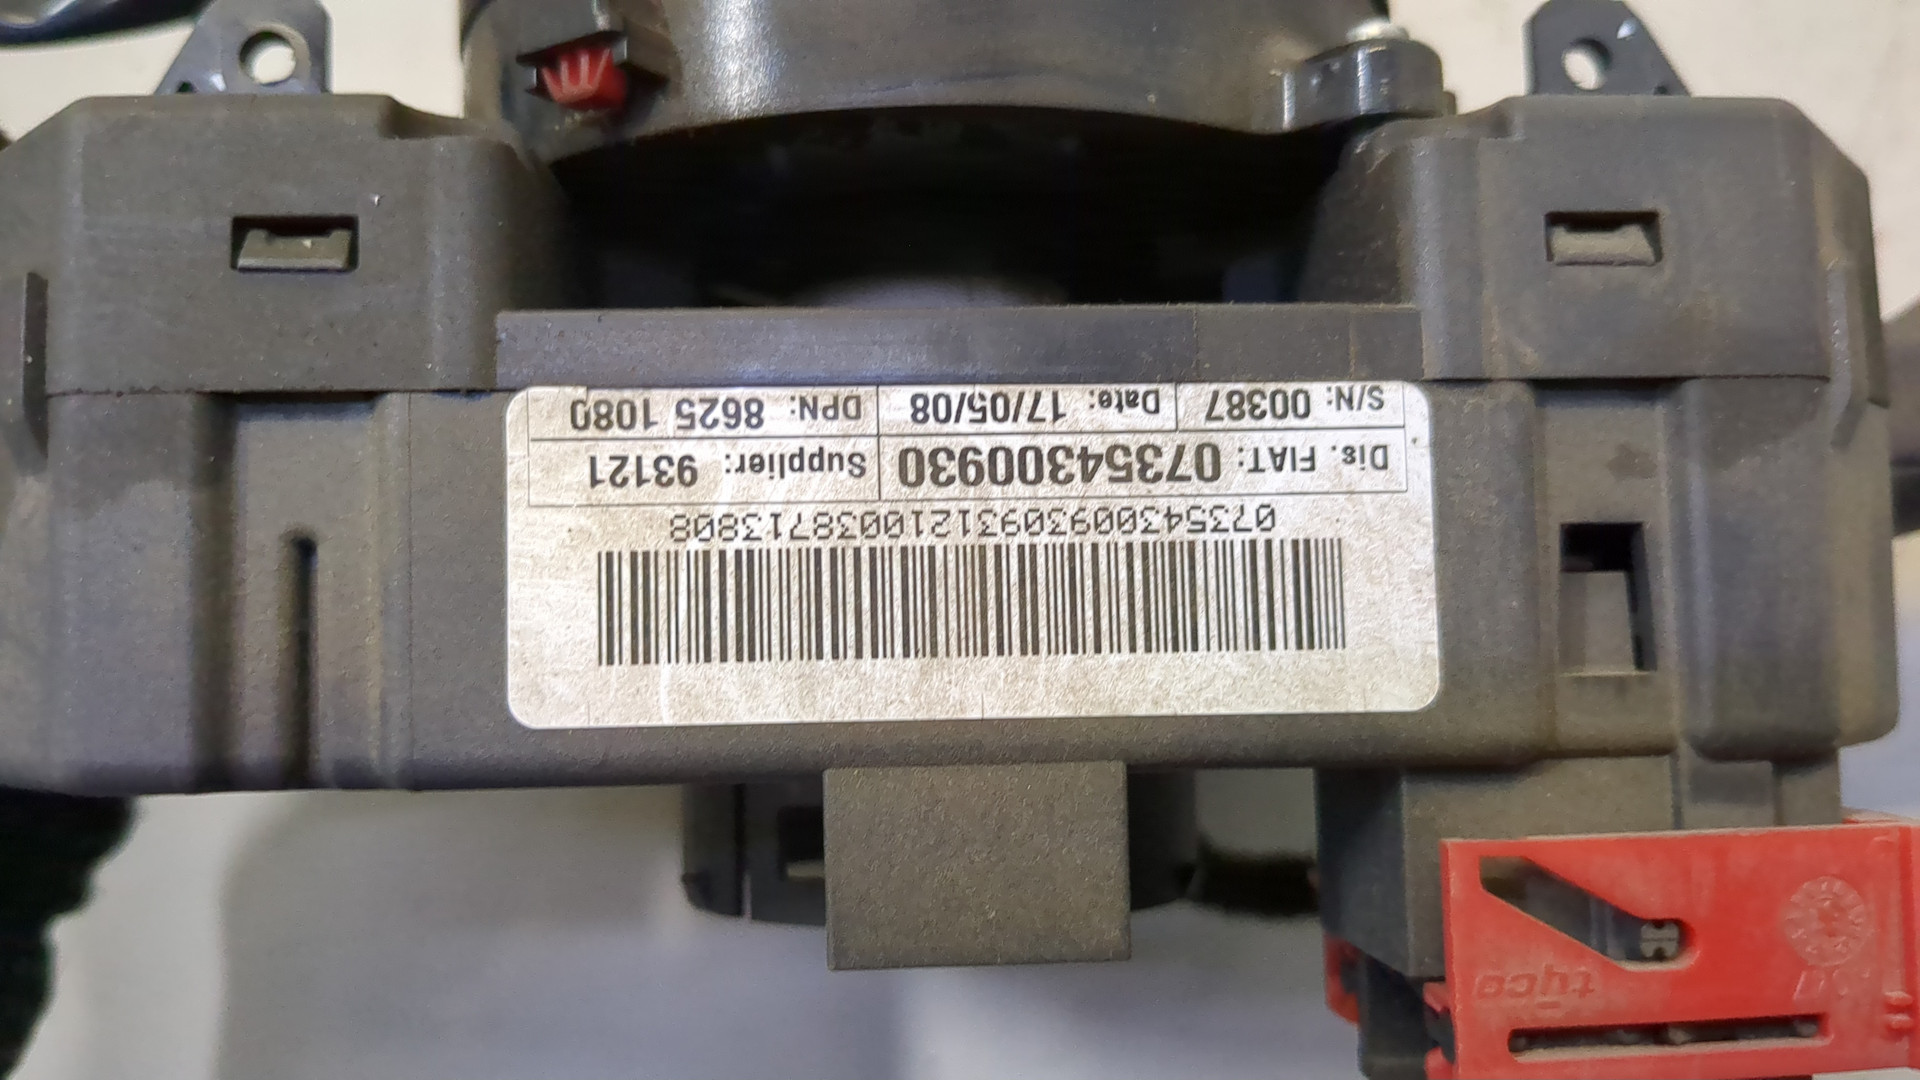 tyco
07354300930931210038713808
Dis. FIAT: 07354300930 Supplier: 93121
S/N: 00387 Date: 17/05/08 DPN: 8625 1080